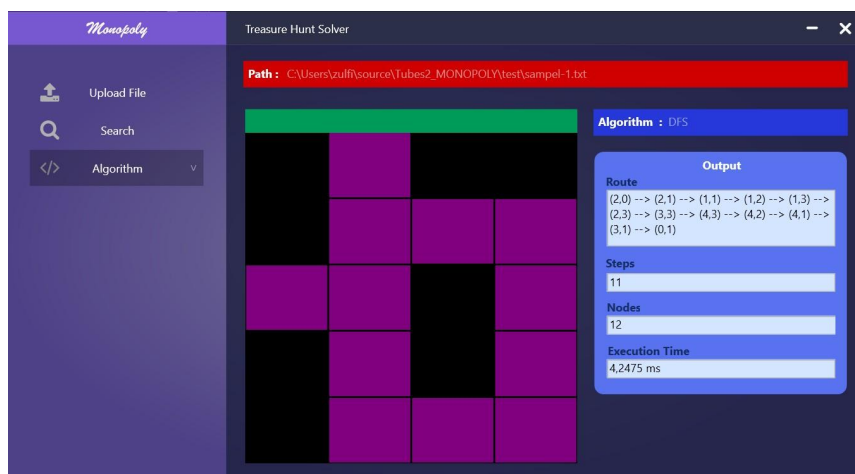 Monopoly
Treasure Hunt Solver
Path : C:\Users\zulfi\source\Tubes2_MONOPOLY\test\sampel-1.txt
Upload File
Search
</> Algorithm v
Algorithm : DFS
Output
Route
(2,0) --> (2,1) --> (1,1) --> (1,2) --> (1,3) -->
(2,3) --> (3,3) --> (4,3) --> (4,2) --> (4,1) -->
(3,1) --> (0,1)
Steps
11
Nodes
12
Execution Time
4,2475 ms